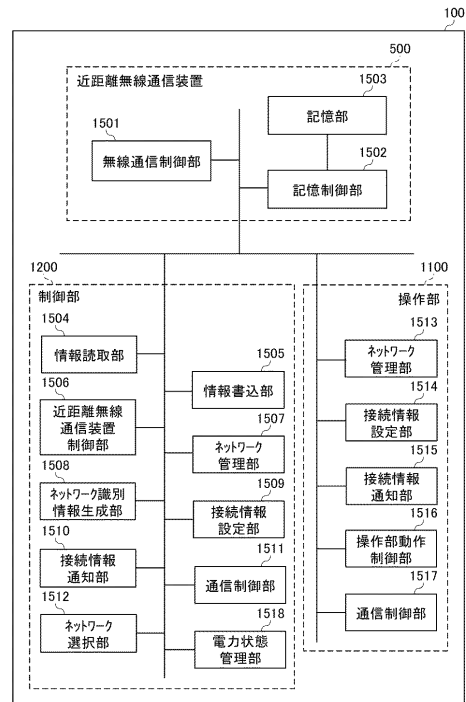 100
500
近距離無線通信装置
1503
記憶部
1501
無線通信制御部
1502
記憶制御部
1200
制御部
1504
情報読取部
1505
情報書込部
1506
近距離無線
通信装置
制御部
1507
ﾈｯﾄﾜｰｸ
管理部
1508
ﾈｯﾄﾜｰｸ識別
情報生成部
1509
接続情報
設定部
1510
接続情報
通知部
1511
通信制御部
1512
ﾈｯﾄﾜｰｸ
選択部
1518
電力状態
管理部
1100
操作部
1513
ﾈｯﾄﾜｰｸ
管理部
1514
接続情報
設定部
1515
接続情報
通知部
1516
操作部動作
制御部
1517
通信制御部